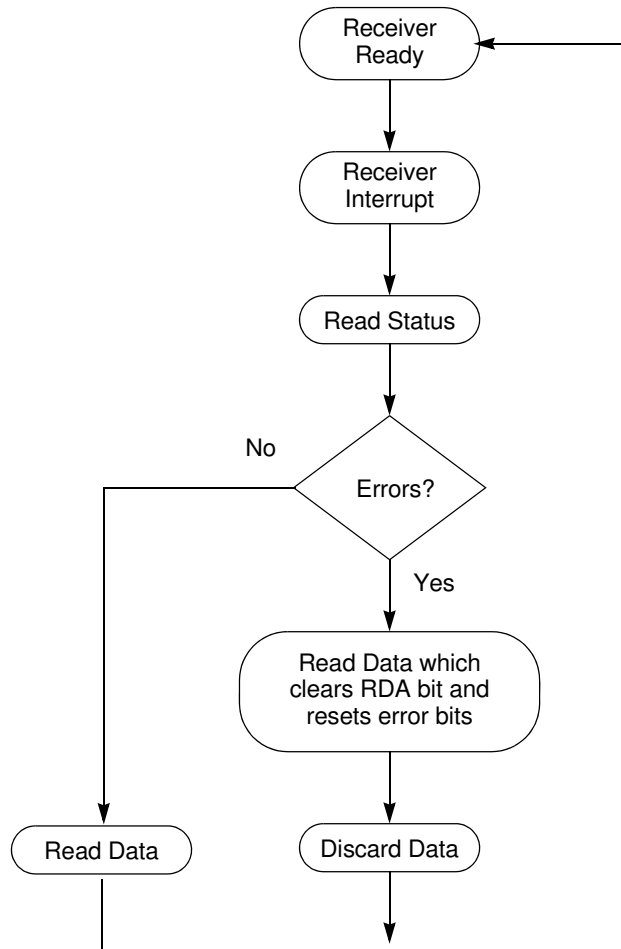 Receiver
Ready
Receiver
Interrupt
Read Status
No
Errors?
Yes
Read Data which
clears RDA bit and
resets error bits
Read Data
Discard Data